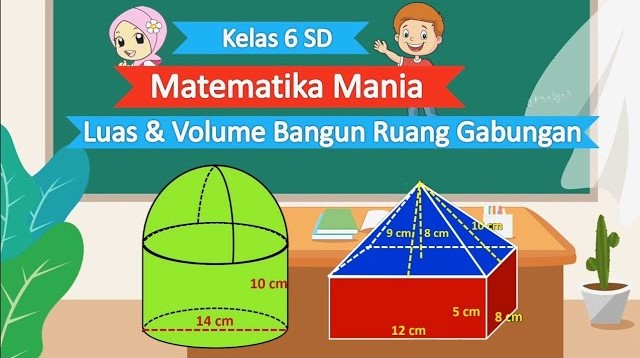 Kelas 6 SD
Matematika Mania
Luas & Volume Bangun Ruang Gabungan
9 cm 8 cm 10 cm
10 cm
14 cm
5 cm 8 cm
12 cm